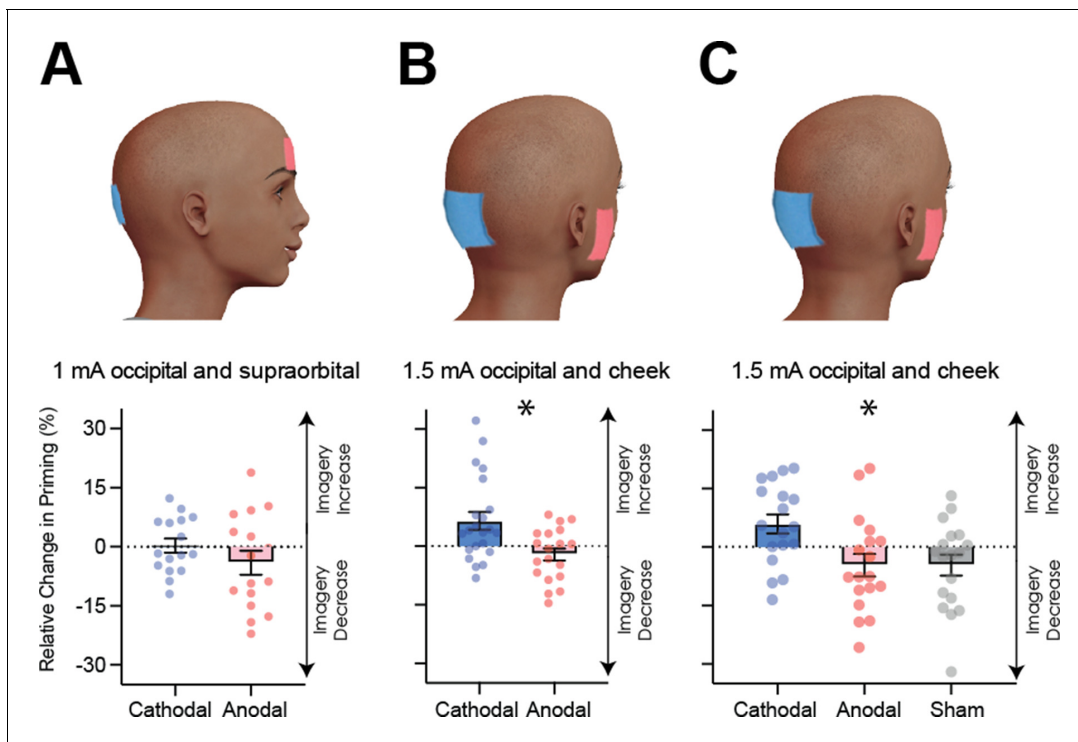 A
B
C
1 mA occipital and supraorbital
1.5 mA occipital and cheek
1.5 mA occipital and cheek
Relative Change in Priming (%)
30
15
0
-15
-30
Imagery
Increase
Imagery
Decrease
Cathodal Anodal
*
Imagery
Increase
Imagery
Decrease
Cathodal Anodal
*
Imagery
Increase
Imagery
Decrease
Cathodal Anodal Sham